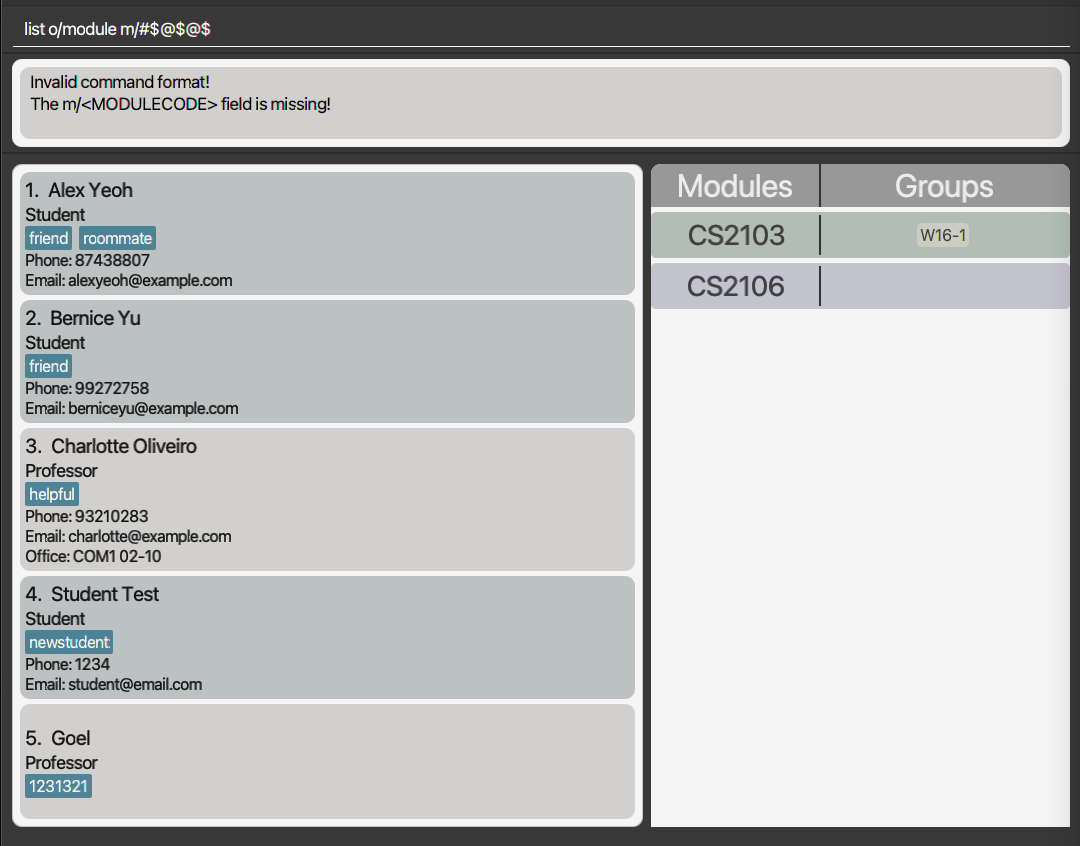 list o/module m/#$@$@$
Invalid command format!
The m/<MODULECODE> field is missing!
1. Alex Yeoh
Student
friend roommate
Phone: 87438807
Email: alexyeoh@example.com
2. Bernice Yu
Student
friend
Phone: 99272758
Email: berniceyu@example.com
3. Charlotte Oliveiro
Professor
helpful
Phone: 93210283
Email: charlotte@example.com
Office: COM1 02-10
4. Student Test
Student
newstudent
Phone: 1234
Email: student@email.com
5. Goel
Professor
1231321
Modules Groups
CS2103 W16-1
CS2106